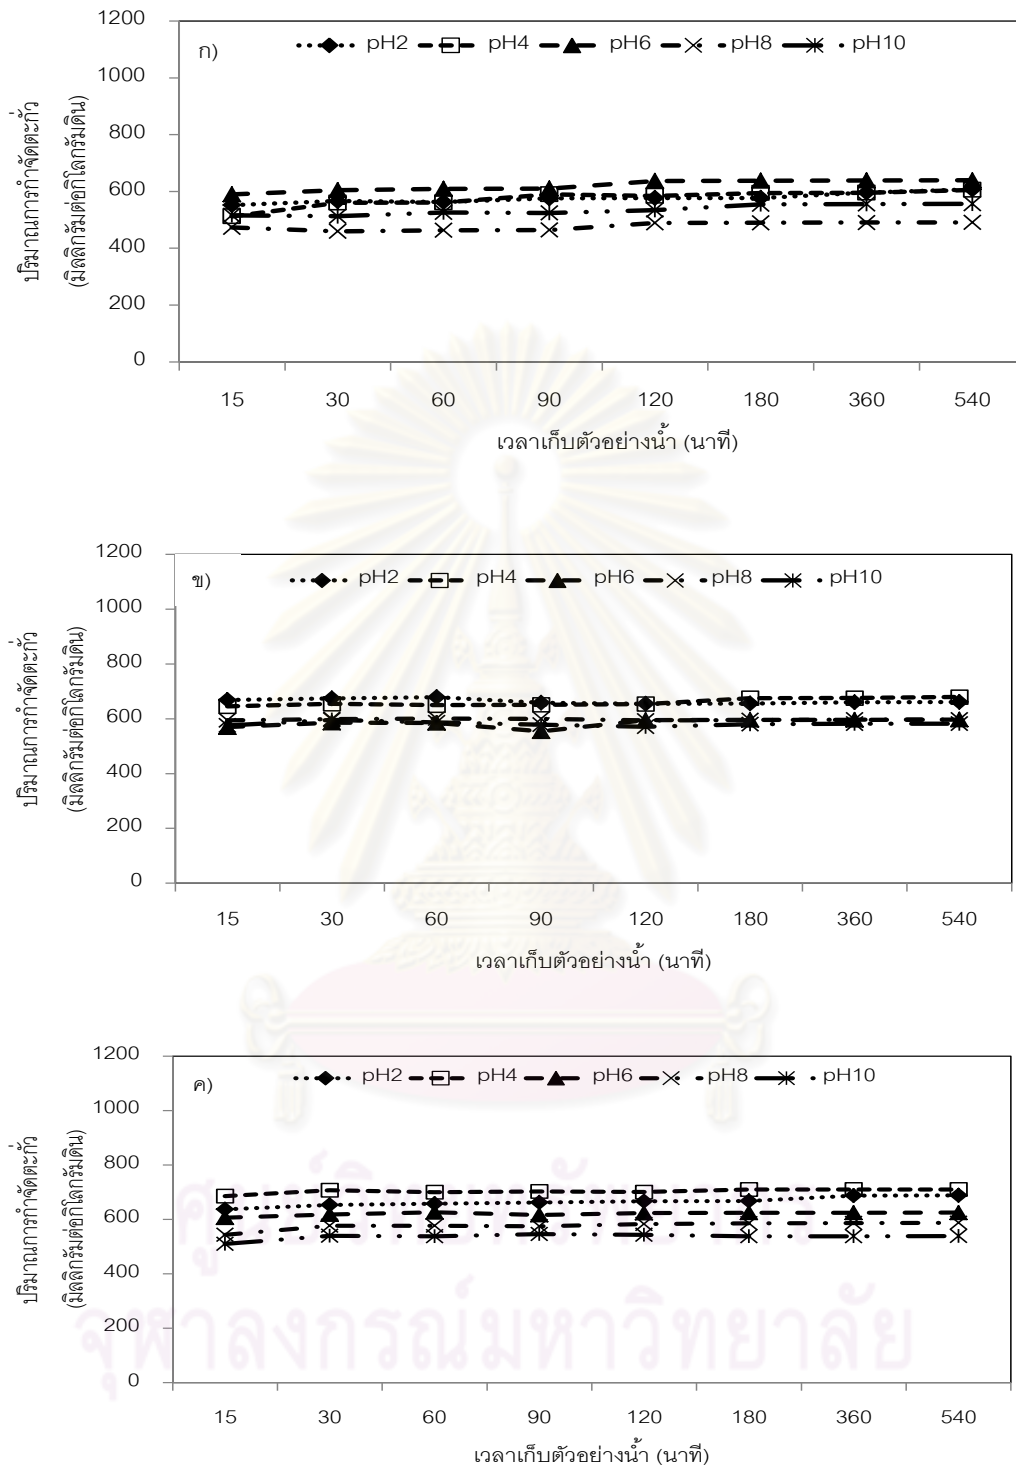 ก) pH2 pH4 pH6 pH8 pH10
ปริมาณการกำจัดตะกั่ว
(มิลลิกรัมต่อกิโลกรัมดิน)
1200
1000
800
600
400
200
0
15 30 60 90 120 180 360 540
เวลาเก็บตัวอย่างน้ำ (นาที)
ข) pH2 pH4 pH6 pH8 pH10
ปริมาณการกำจัดตะกั่ว
(มิลลิกรัมต่อกิโลกรัมดิน)
1200
1000
800
600
400
200
0
15 30 60 90 120 180 360 540
เวลาเก็บตัวอย่างน้ำ (นาที)
ค) pH2 pH4 pH6 pH8 pH10
ปริมาณการกำจัดตะกั่ว
(มิลลิกรัมต่อกิโลกรัมดิน)
1200
1000
800
600
400
200
0
15 30 60 90 120 180 360 540
เวลาเก็บตัวอย่างน้ำ (นาที)
ศูนย์วิทยทรัพยากร
จุฬาลงกรณ์มหาวิทยาลัย